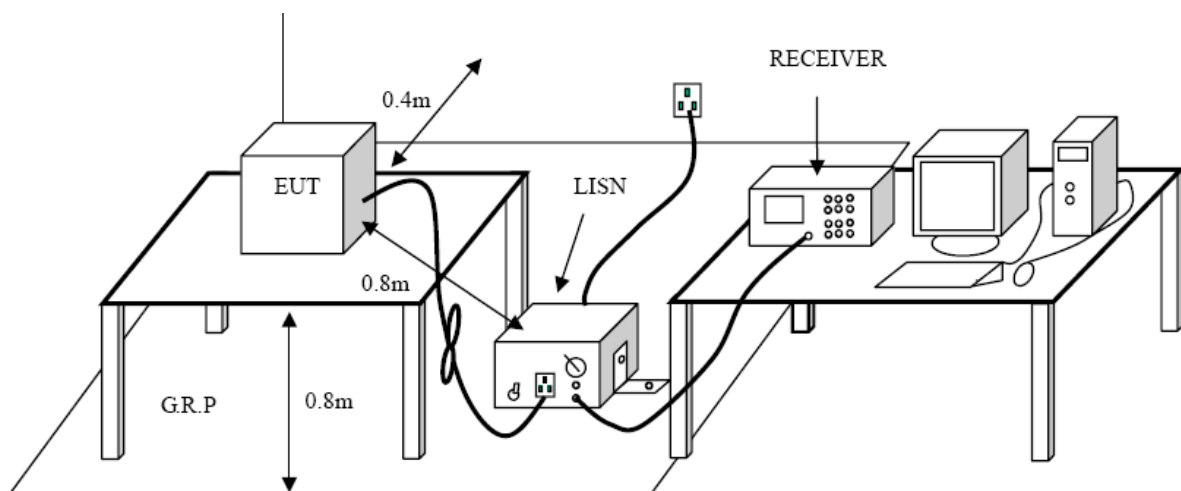 RECEIVER
0.4m
EUT
LISN
0.8m
G.R.P
0.8m